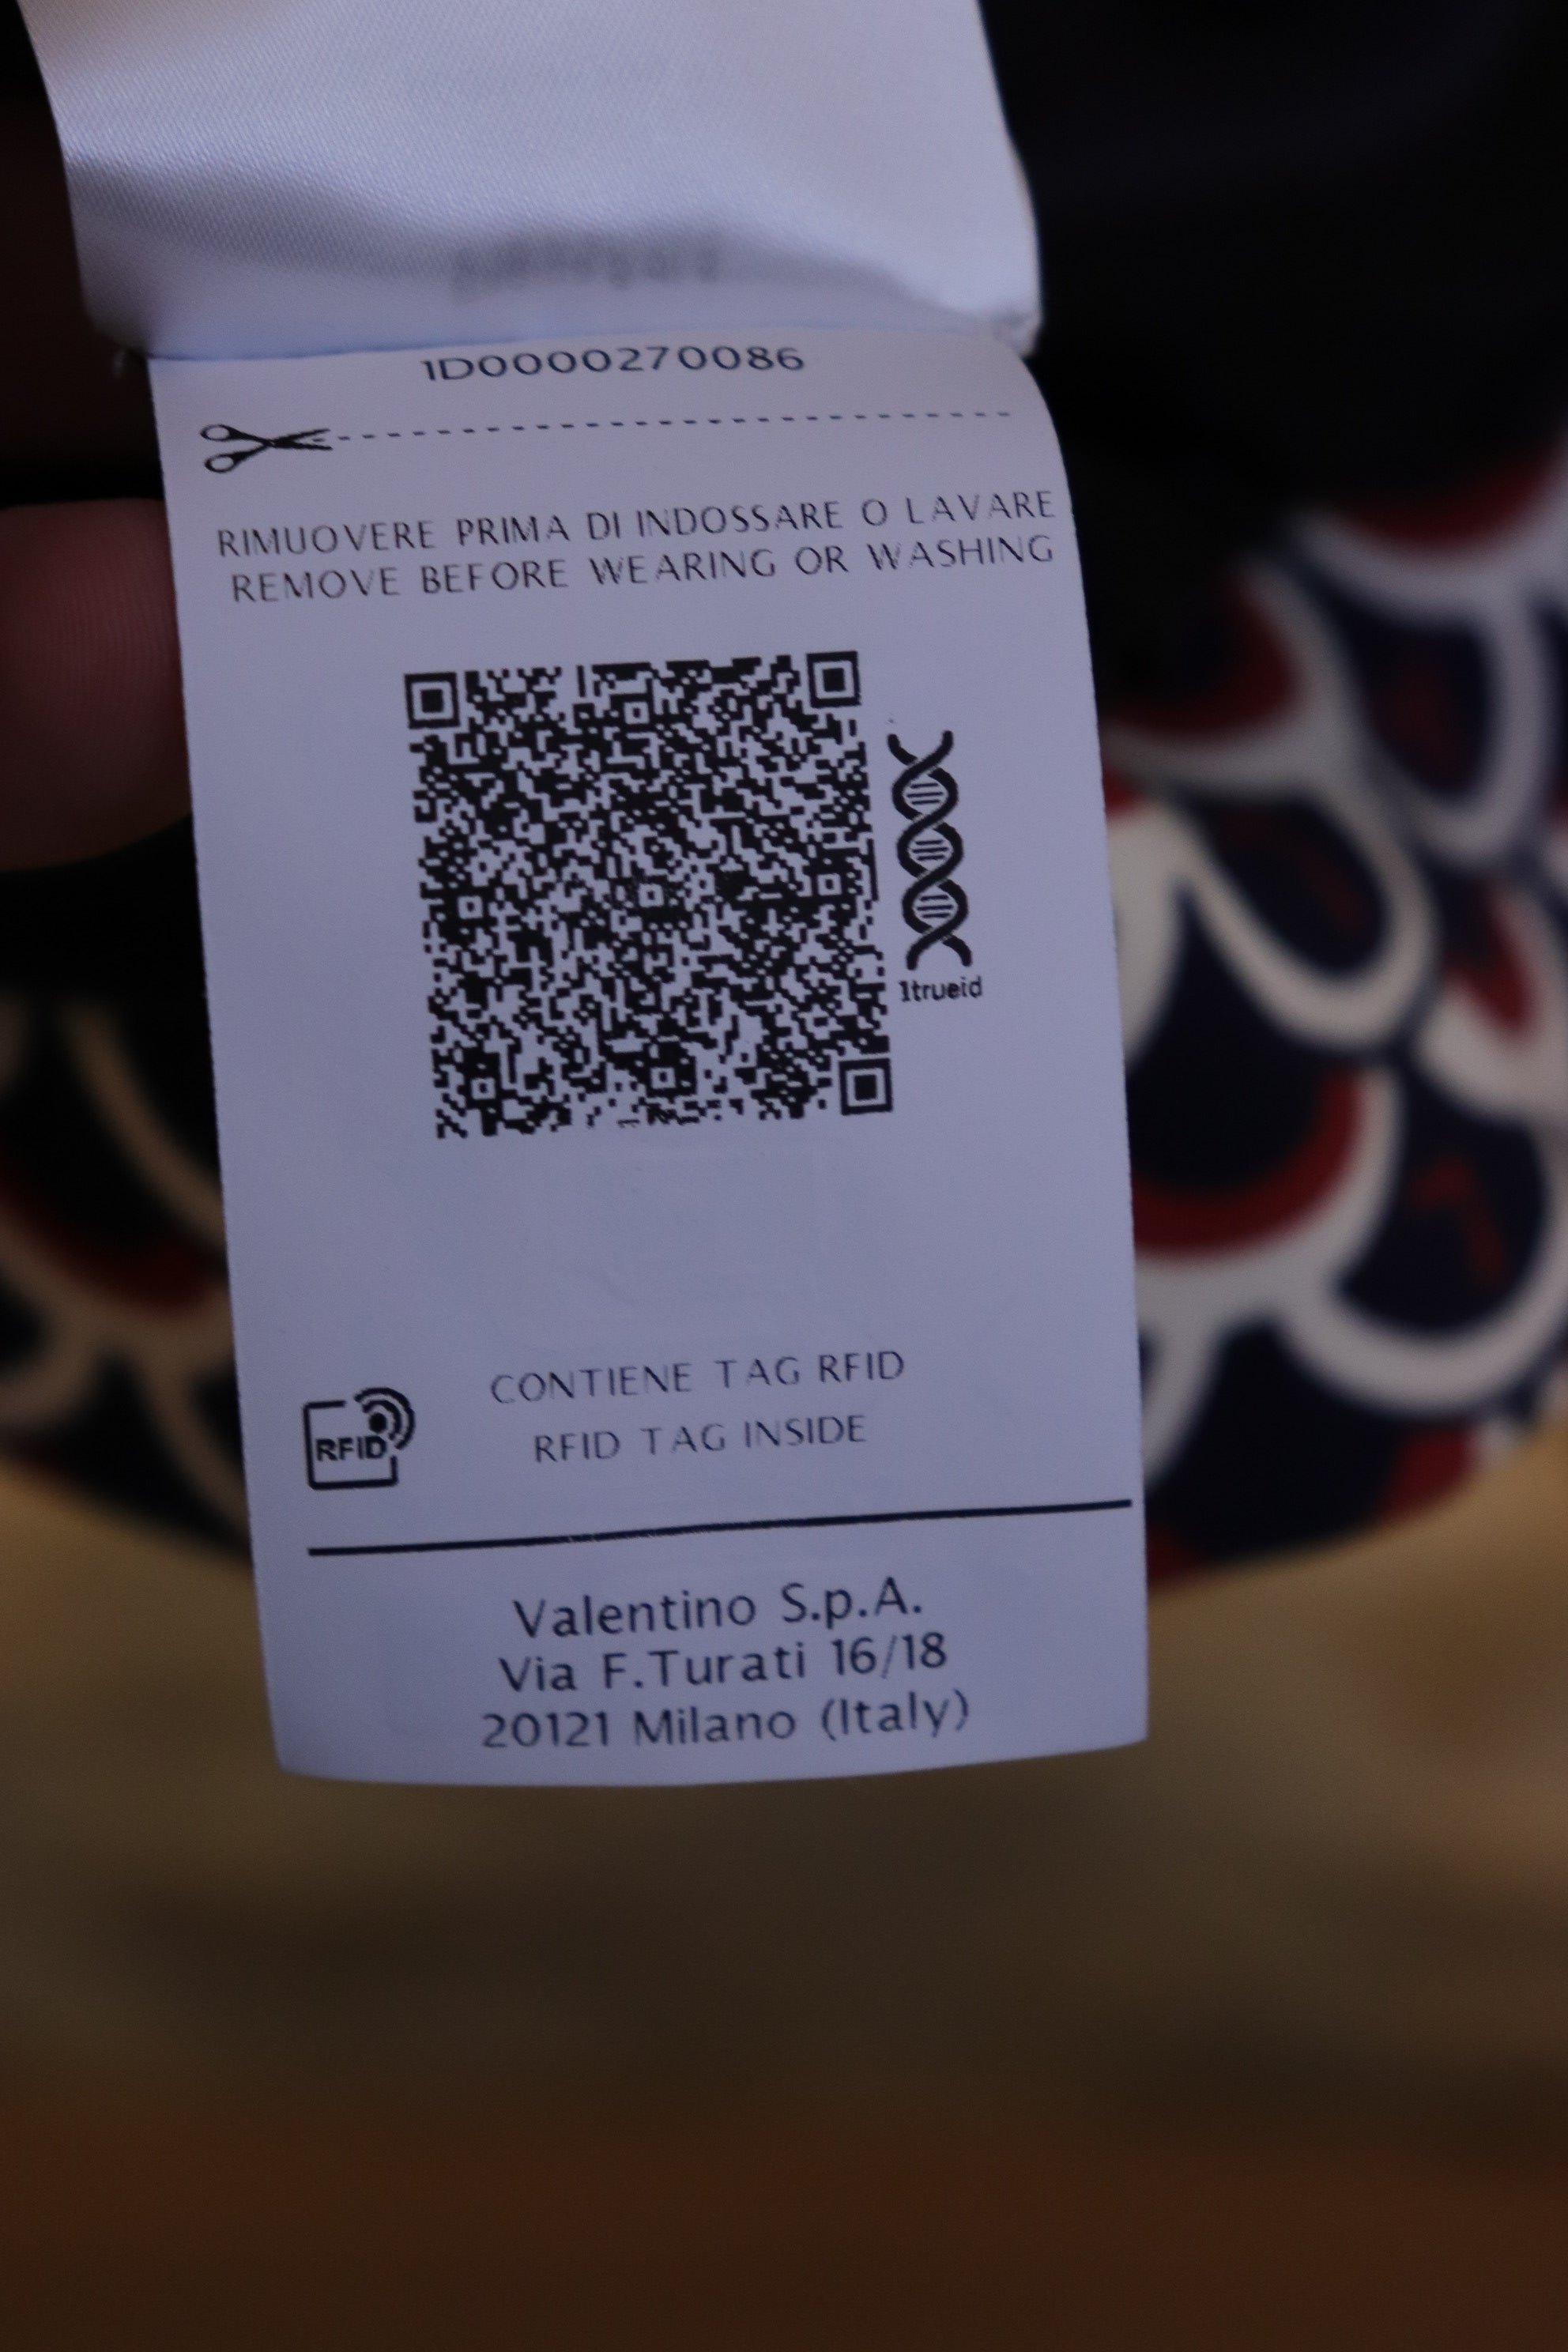 1D0000270086
RIMUOVERE PRIMA DI INDOSSARE O LAVARE
REMOVE BEFORE WEARING OR WASHING
1trueid
RFID
CONTIENE TAG RFID
RFID TAG INSIDE
Valentino S.p.A.
Via F.Turati 16/18
20121 Milano (Italy)